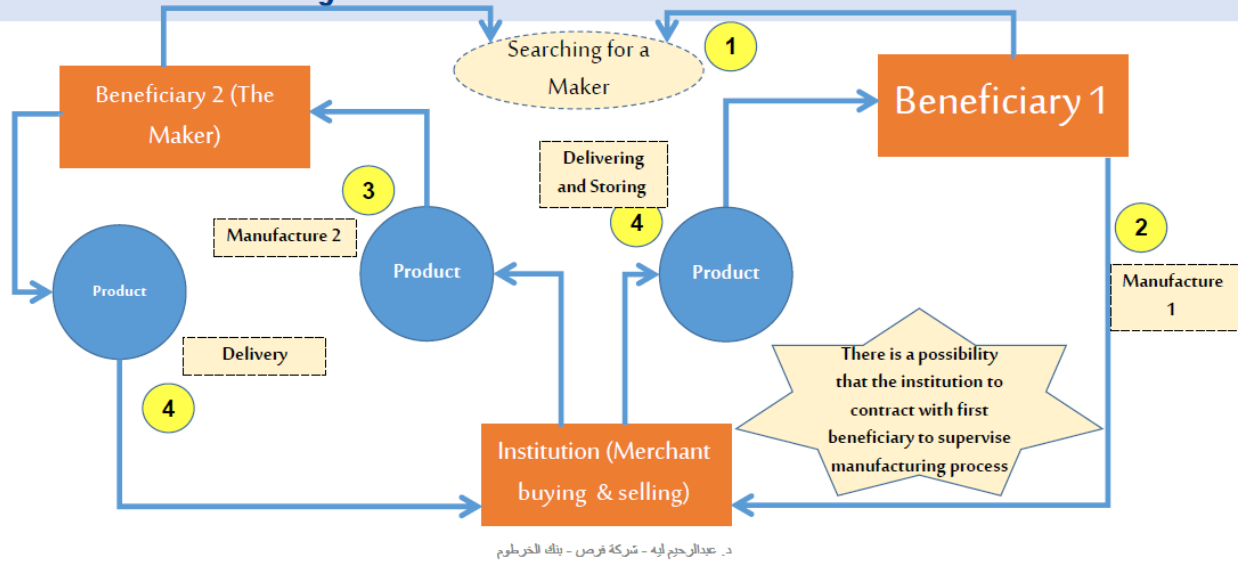 Searching for a
Maker
1
Beneficiary 2 (The
Maker)
Beneficiary 1
Delivering
and Storing
3
4
2
Manufacture 2
Product
Product
Product
Manufacture
1
Delivery
4
There is a possibility
that the institution to
contract with first
beneficiary to supervise
manufacturing process
Institution (Merchant
buying & selling)
د. عبدالرحيم ليه - شركة فرص - بنك الخرطوم